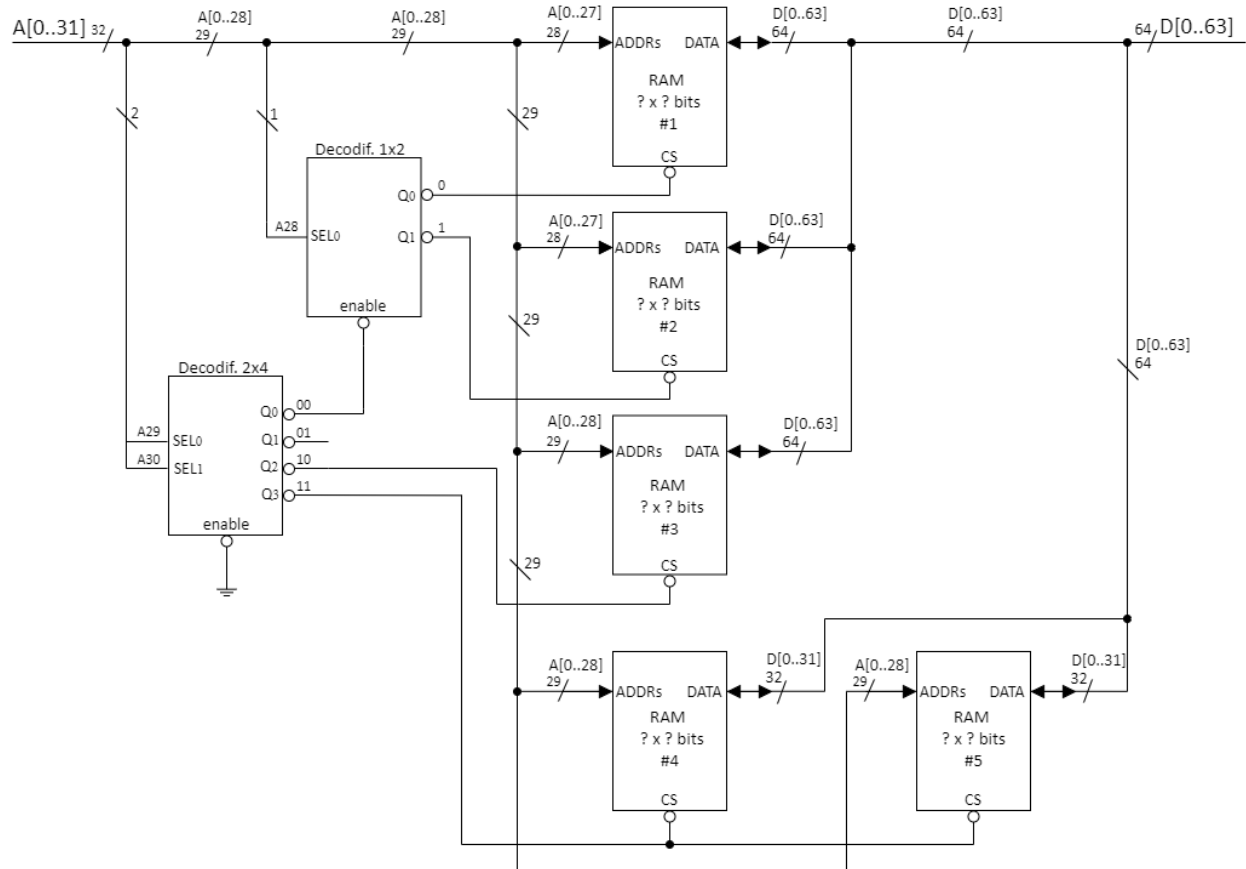 A[0..31] 32
A[0..28]
29
A[0..28]
29
A[0..27]
28
ADDRs DATA
RAM
? x ? bits
#1
CS
D[0..63]
64
D[0..63]
64
64 D[0..63]
2
1
29
Decodif. 1x2
Q0 0
A28 SEL0
Q1 1
enable
A[0..27]
28
ADDRs DATA
RAM
? x ? bits
#2
CS
D[0..63]
64
29
D[0..63]
64
Decodif. 2x4
Q0 00
A29 SEL0
Q1 01
A30 SEL1
Q2 10
Q3 11
enable
A[0..28]
29
ADDRs DATA
RAM
? x ? bits
#3
CS
D[0..63]
64
29
A[0..28]
29
ADDRs DATA
RAM
? x ? bits
#4
CS
D[0..31]
32
A[0..28]
29
ADDRs DATA
RAM
? x ? bits
#5
CS
D[0..31]
32